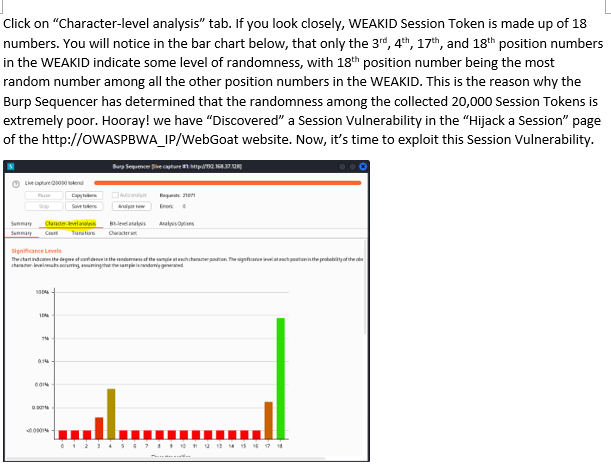 Click on “Character-level analysis” tab. If you look closely, WEAKID Session Token is made up of 18
numbers. You will notice in the bar chart below, that only the 3rd, 4th, 17th, and 18th position numbers
in the WEAKID indicate some level of randomness, with 18th position number being the most
random number among all the other position numbers in the WEAKID. This is the reason why the
Burp Sequencer has determined that the randomness among the collected 20,000 Session Tokens is
extremely poor. Hooray! we have “Discovered” a Session Vulnerability in the “Hijack a Session” page
of the http://OWASPBWA_IP/WebGoat website. Now, it’s time to exploit this Session Vulnerability.
Burp Sequencer [live capture #1: http://192.168.37.128]
Live capture (20000 tokens)
Pause Copy tokens Auto analyze Requests: 21071
Stop Save tokens Analyze now Errors: 0
Summary Character-level analysis Bit-level analysis Analysis Options
Summary Count Transitions Character set
Significance Levels
The chart indicates the degree of confidence in the randomness of the sample at each character position. The significance level at each position is the probability of the obs
character-level results occurring, assuming that the sample is randomly generated.
100%
10%
1%
0.1%
0.01%
0.001%
<0.0001%
0 1 2 3 4 5 6 7 8 9 10 11 12 13 14 15 16 17 18